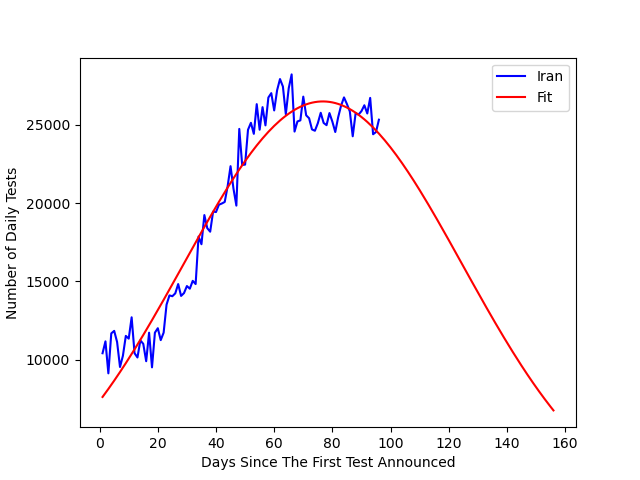 Iran
Fit
25000
20000
15000
10000
Number of Daily Tests
0 20 40 60 80 100 120 140 160
Days Since The First Test Announced